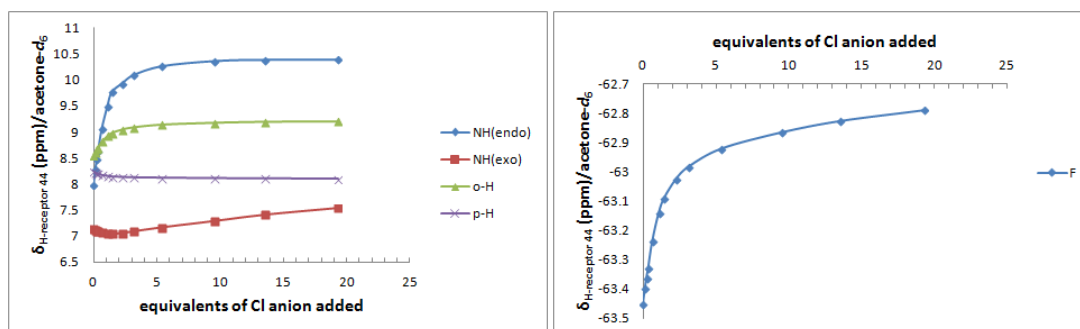 δH-receptor 44 (ppm)/acetone-d6
11
10.5
10
9.5
9
8.5
8
7.5
7
6.5
0 5 10 15 20 25
equivalents of Cl anion added
NH(endo)
NH(exo)
o-H
p-H
equivalents of Cl anion added
0 5 10 15 20 25
δH-receptor 44 (ppm)/acetone-d6
-62.7
-62.8
-62.9
-63
-63.1
-63.2
-63.3
-63.4
-63.5
F